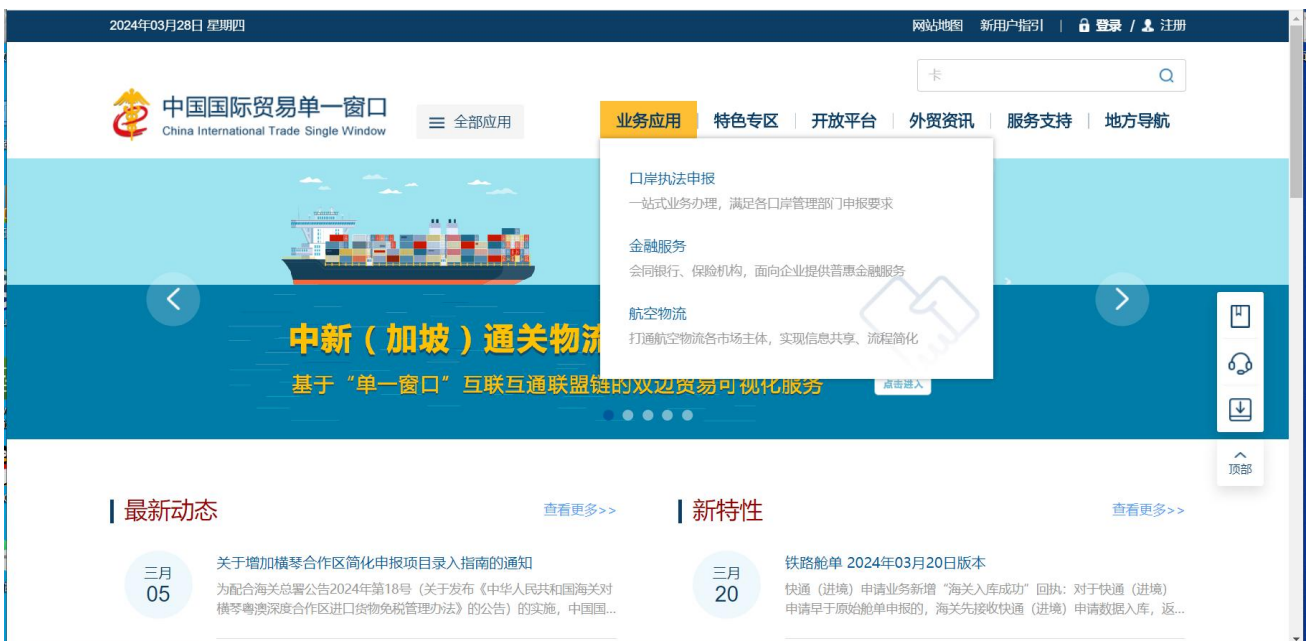 2024年03月28日 星期四
网站地图 新用户指引 | 登录 / 注册
卡
中国国际贸易单一窗口
China International Trade Single Window
全部应用
业务应用 特色专区 开放平台 外贸资讯 服务支持 地方导航
口岸执法申报
一站式业务办理，满足各口岸管理部门申报要求
金融服务
会同银行、保险机构，面向企业提供普惠金融服务
航空物流
打通航空物流各市场主体，实现信息共享、流程简化
中新（加坡）通关物流
基于“单一窗口”互联互通联盟链的双边贸易可视化服务
点击进入
顶部
最新动态
查看更多>>
三月
05
关于增加横琴合作区简化申报项目录入指南的通知
为配合海关总署公告2024年第18号（关于发布《中华人民共和国海关对
横琴粤澳深度合作区进口货物免税管理办法》的公告）的实施，中国国...
新特性
查看更多>>
三月
20
铁路舱单 2024年03月20日版本
快通（进境）申请业务新增“海关入库成功”回执：对于快通（进境）
申请早于原始舱单申报的，海关先接收快通（进境）申请数据入库，返...